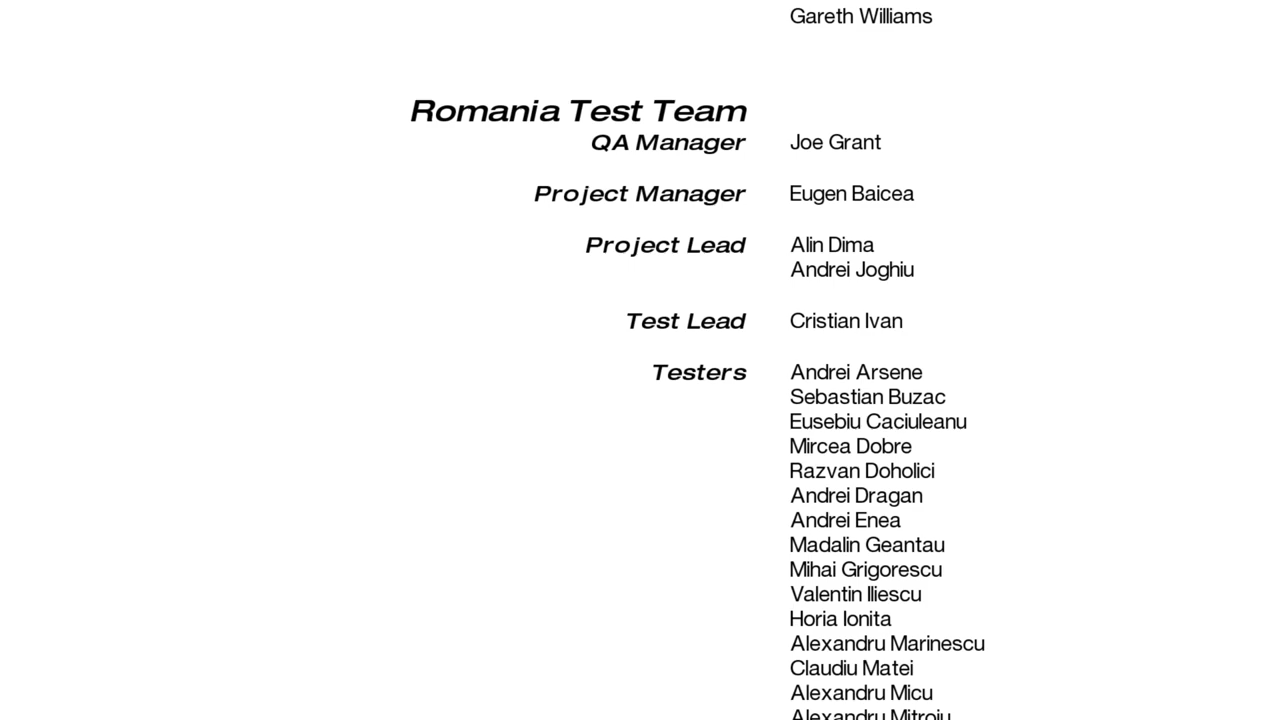 Gareth Williams
Romania Test Team
QA Manager Joe Grant
Project Manager Eugen Baicea
Project Lead Alin Dima
Andrei Joghiu
Test Lead Cristian Ivan
Testers Andrei Arsene
Sebastian Buzac
Eusebiu Caciuleanu
Mircea Dobre
Razvan Doholici
Andrei Dragan
Andrei Enea
Madalin Geantau
Mihai Grigorescu
Valentin Iliescu
Horia Ionita
Alexandru Marinescu
Claudiu Matei
Alexandru Micu
Alexandru Mitroiu